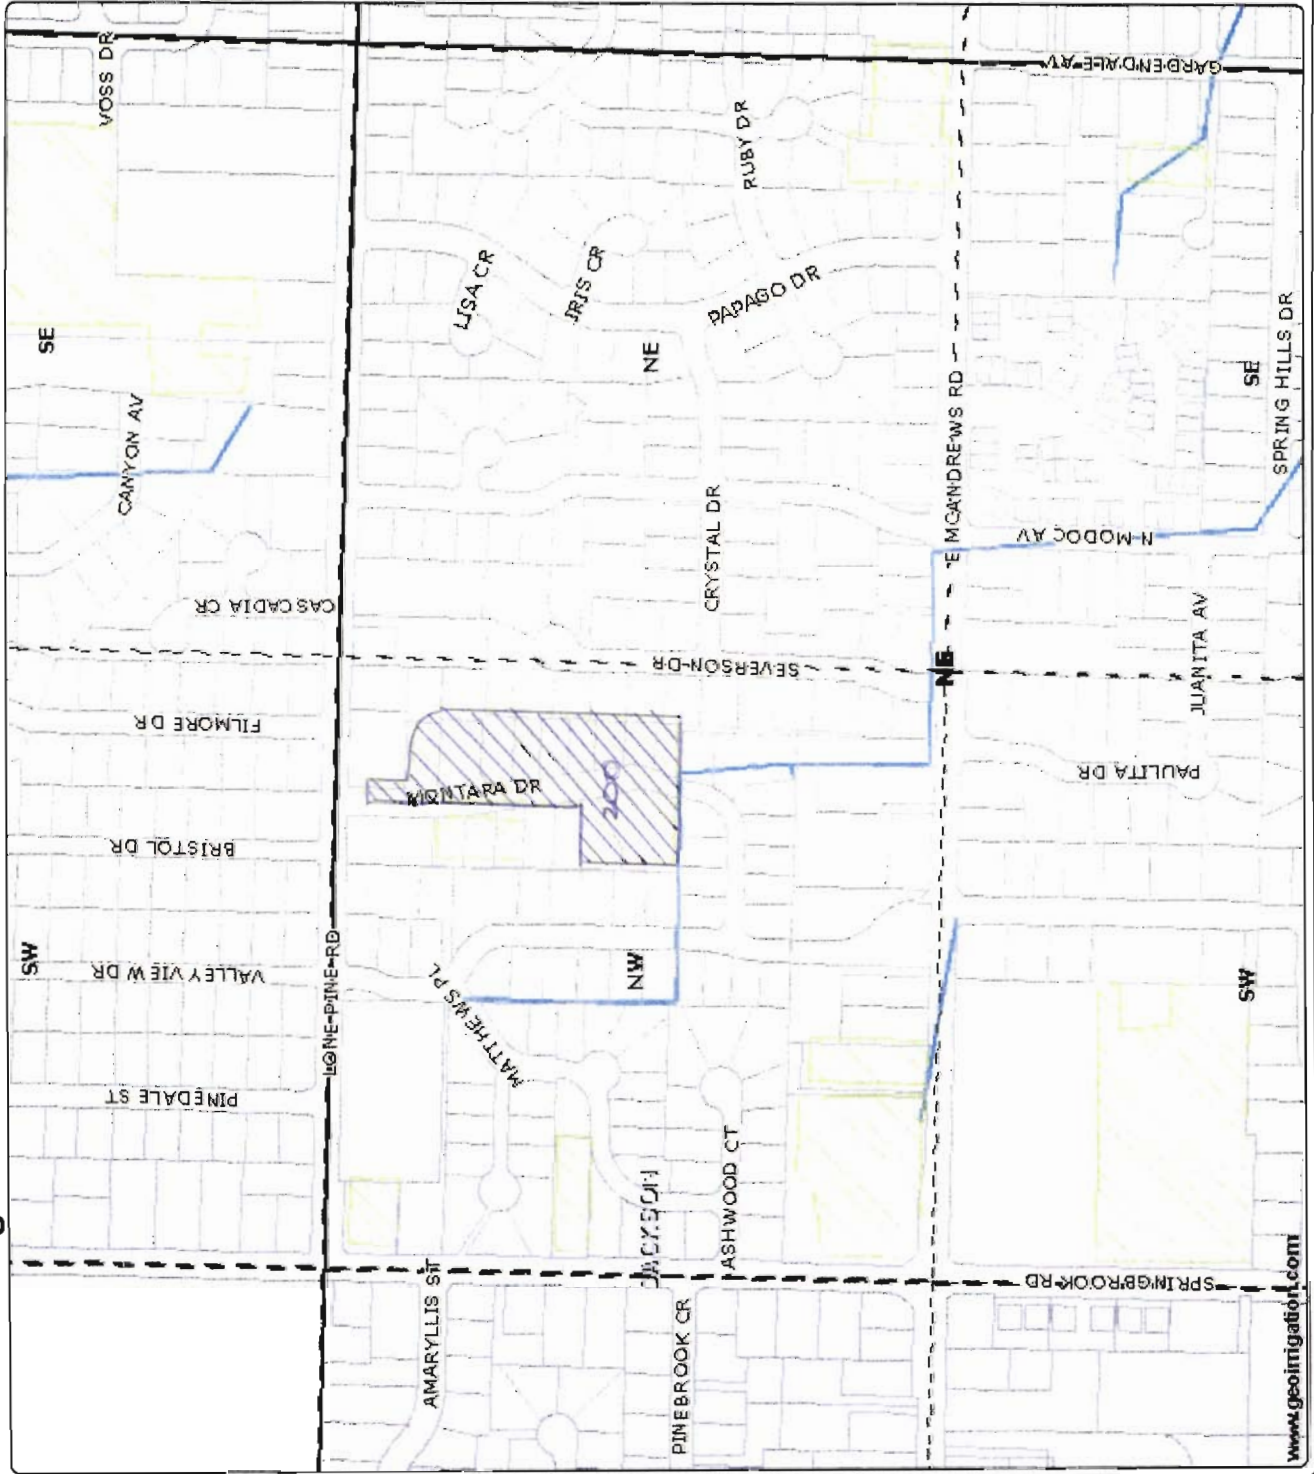 VOSS DR
GARDENDALE AV
RUBY DR
LISA CR
IRIS CR
PAPAGO DR
SE
NE
SE
SPRING HILLS DR
CANYON AV
E MCANDREWS RD
CRYSTAL DR
N MODOC AV
CASCADIA CR
JUANITA AV
SEVERSON DR
NE
FILMORE DR
MONTARA DR
200
PAULITA DR
BRISTOL DR
SW
VALLEY VIEW DR
LONE PINE RD
MATTHEWS PL
NW
SW
PINEDALE ST
ASHWOOD CT
JACKSON
AMARYLLIS ST
SPRINGBROOK RD
PINEBROOK CR
www.geoirrigation.com